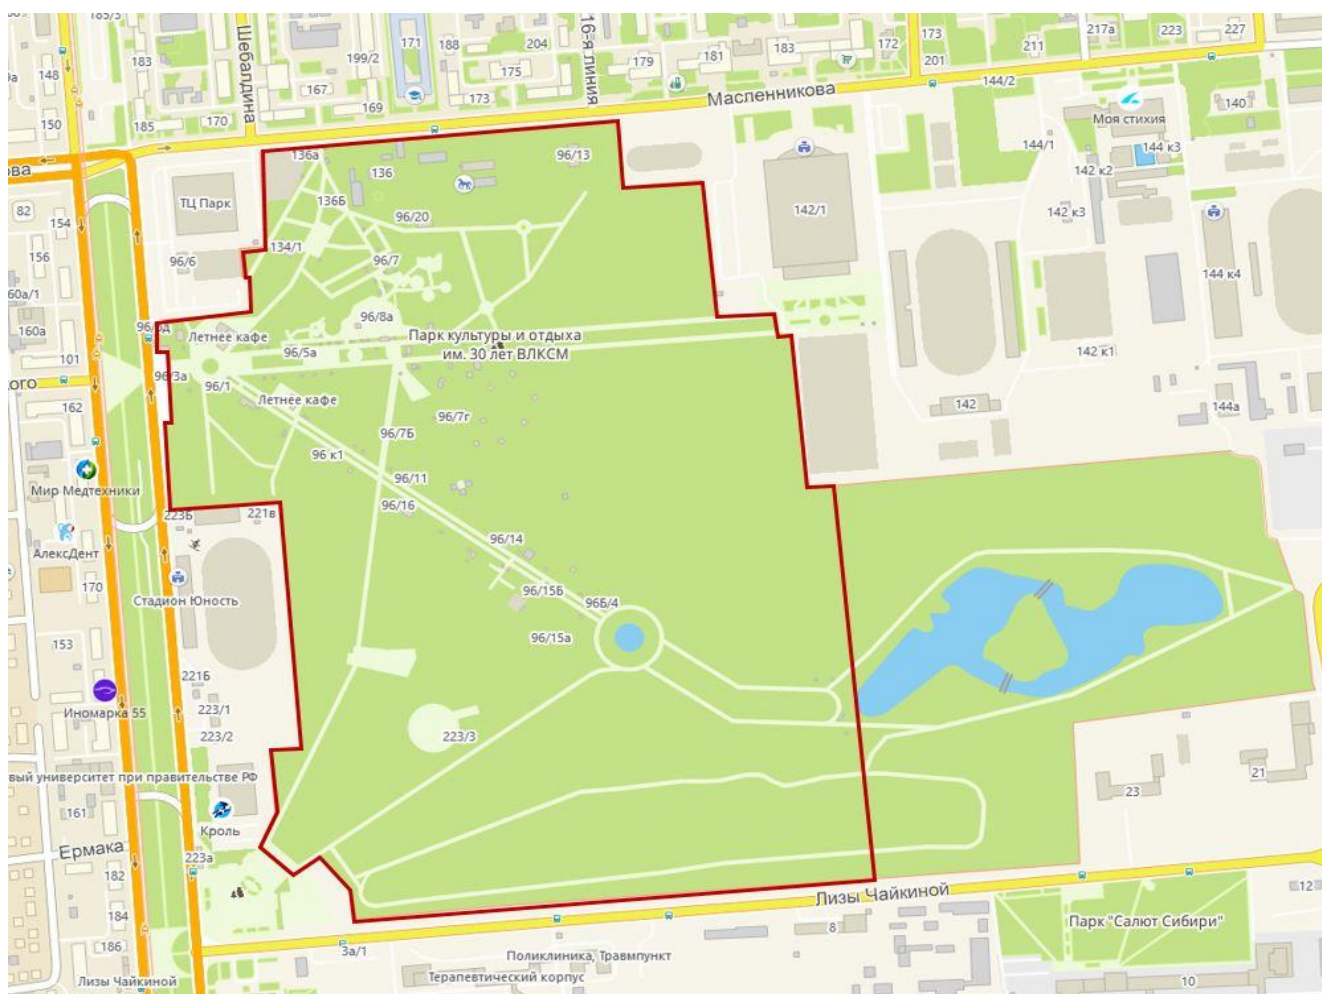 185/3
Шебалдина
183
171
188
204
16-я линия
183
172
173
217а
223
227
211
148
199/2
179
181
201
144/2
167
175
173
169
Масленникова
140
150
185
170
Моя стихия
136а
96/13
144/1
144 к3
142 к2
136
ова
ТЦ Парк
136Б
82
154
96/20
142/1
142 к3
134/1
156
96/6
96/7
144 к4
60а/1
96/8а
160а
Летнее кафе
Парк культуры и отдыха
им. 30 лет ВЛКСМ
101
96/5а
142 к1
96/3а
96/1
ого
162
Летнее кафе
96/7г
142
144а
96/7Б
96 к1
96/11
Мир Медтехники
96/16
223Б
221в
АлексДент
96/14
170
96/15Б
96Б/4
Стадион Юность
153
96/15а
221Б
Иномарка 55
223/1
223/2
223/3
вый университет при правительстве РФ
21
23
161
Кроль
Ермака
223а
182
12
Лизы Чайкиной
184
Парк "Салют Сибири"
8
186
3а/1
Поликлиника, Травмпункт
Терапевтический корпус
Лизы Чайкиной
10